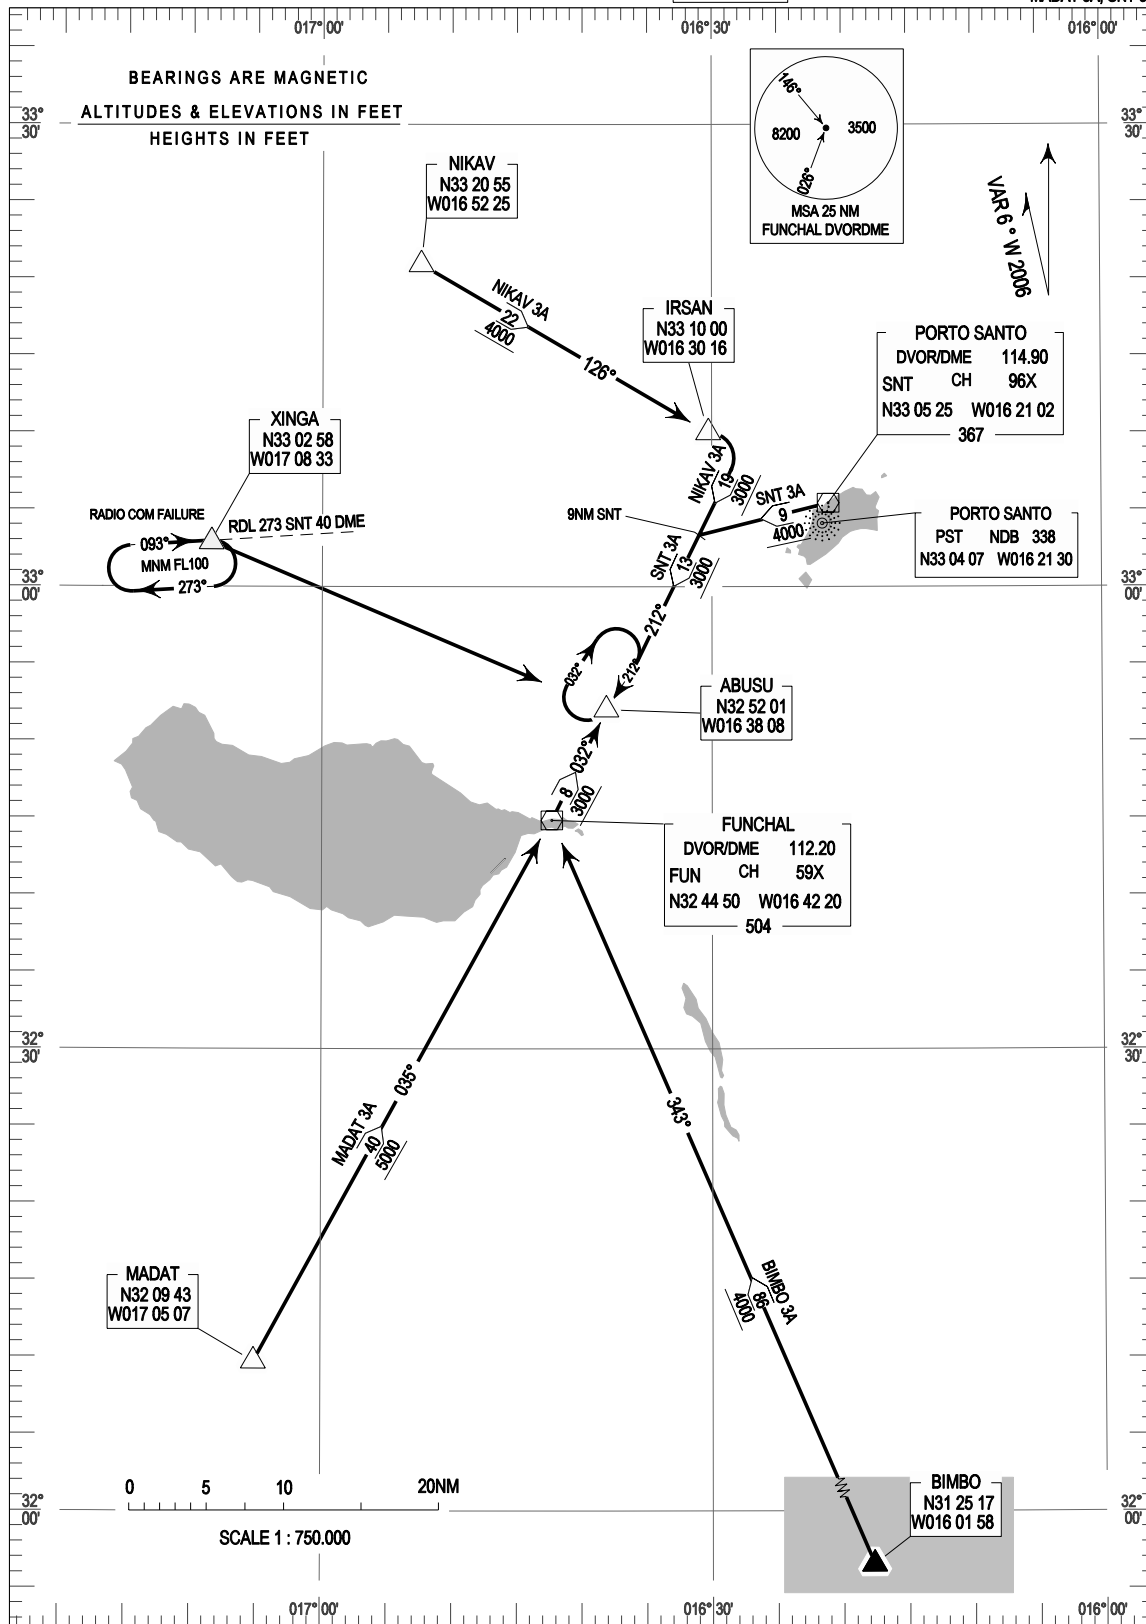 017° 00'
016° 30'
016° 00'
BEARINGS ARE MAGNETIC
ALTITUDES & ELEVATIONS IN FEET
HEIGHTS IN FEET
33°
30'
33°
30'
146°
8200
3500
026°
MSA 25 NM
FUNCHAL DVORDME
VAR 6° W 2006
NIKAV
N33 20 55
W016 52 25
NIKAV 3A
22
4000
126°
IRSAN
N33 10 00
W016 30 16
PORTO SANTO
DVOR/DME 114.90
SNT CH 96X
N33 05 25 W016 21 02
367
XINGA
N33 02 58
W017 08 33
NIKAV 3A
19
3000
SNT 3A
9
4000
9NM SNT
RADIO COM FAILURE
RDL 273 SNT 40 DME
093°
MNM FL100
273°
PORTO SANTO
PST NDB 338
N33 04 07 W016 21 30
SNT 3A
13
3000
33°
00'
33°
00'
212°
032°
212°
ABUSU
N32 52 01
W016 38 08
032°
8
3000
FUNCHAL
DVOR/DME 112.20
FUN CH 59X
N32 44 50 W016 42 20
504
32°
30'
32°
30'
035°
MADAT 3A
40
5000
343°
MADAT
N32 09 43
W017 05 07
BIMBO 3A
86
4000
0 5 10 20NM
SCALE 1 : 750.000
BIMBO
N31 25 17
W016 01 58
32°
00'
32°
00'
017° 00'
016° 30'